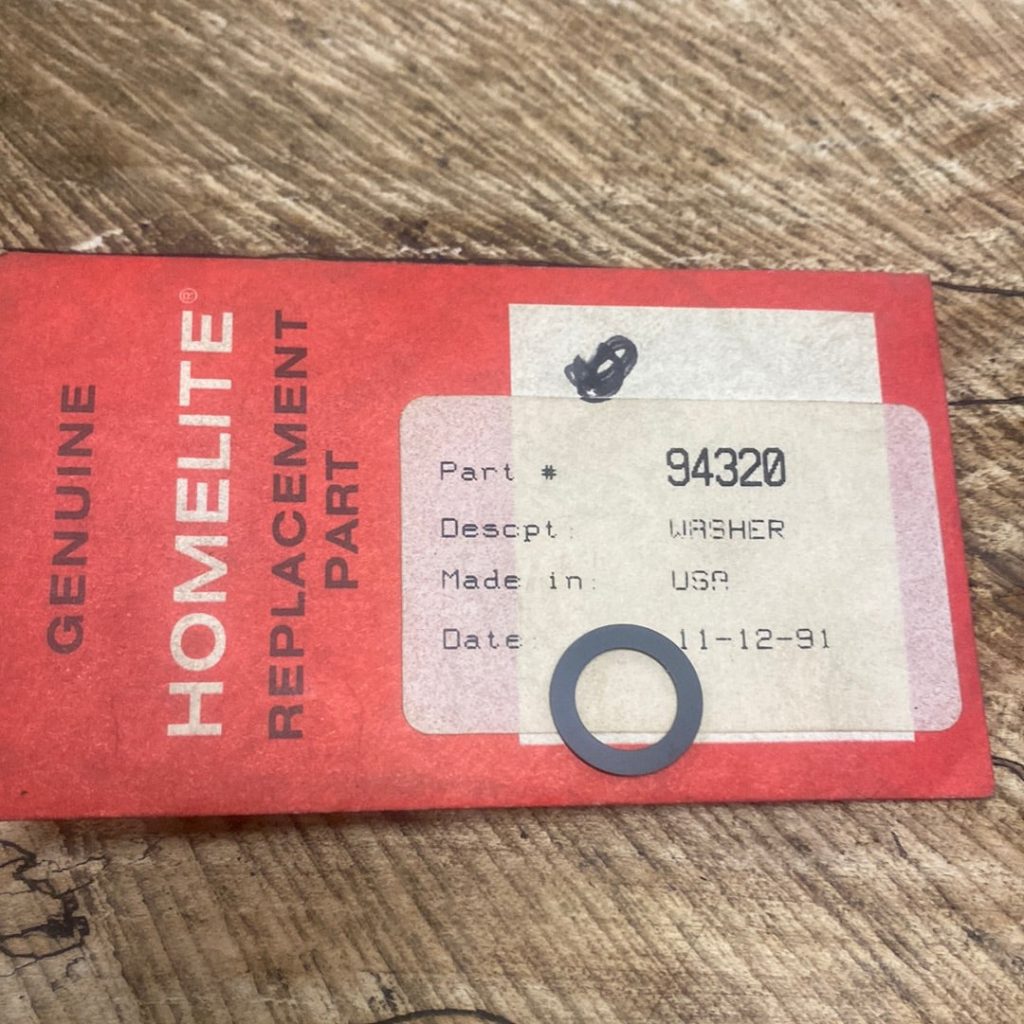 GENUINE
HOMELITE®
REPLACEMENT
PART
Part # 94320
Descpt: WASHER
Made in: USA
Date: 11-12-91